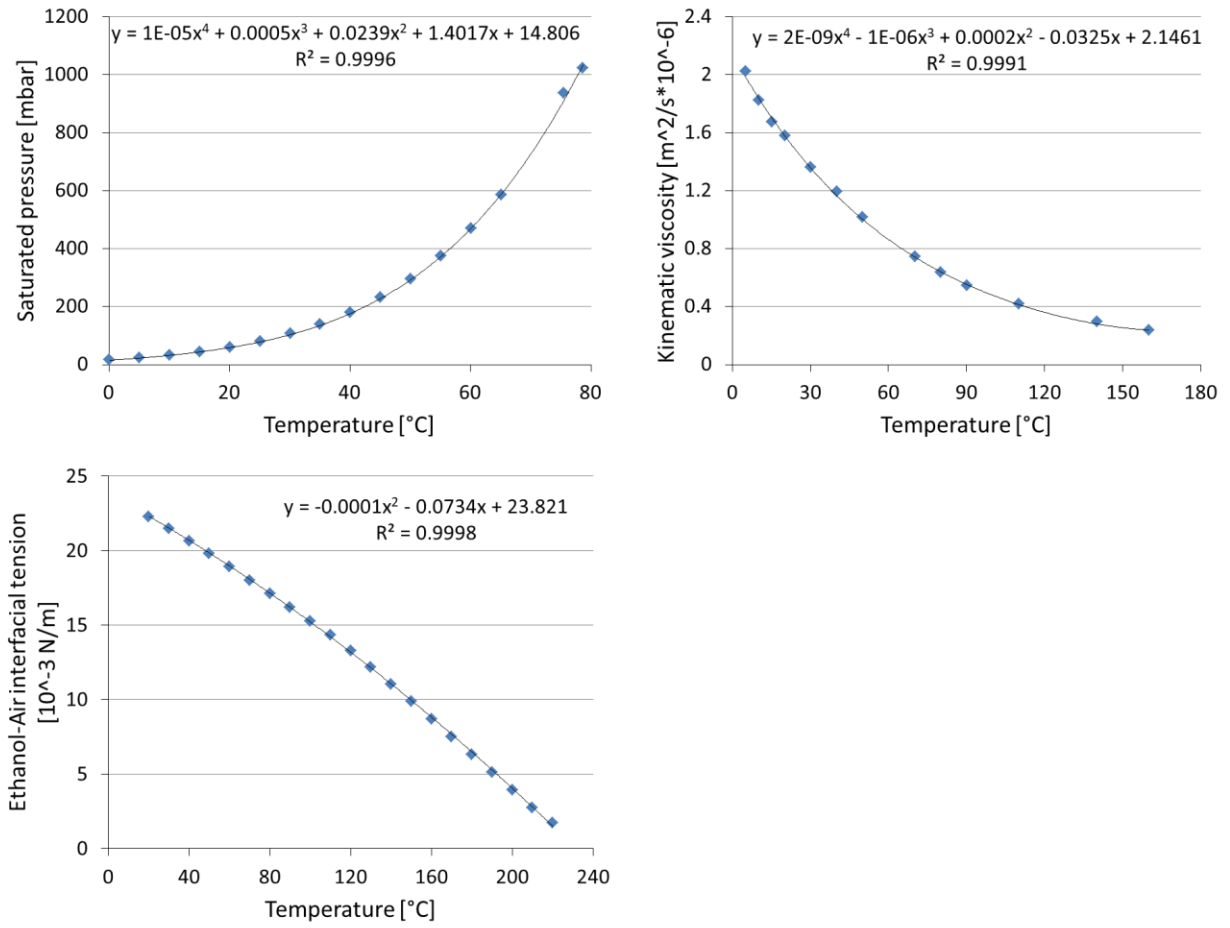 y = 1E-05x⁴ + 0.0005x³ + 0.0239x² + 1.4017x + 14.806
R² = 0.9996
Saturated pressure [mbar]
1200
1000
800
600
400
200
0
0 20 40 60 80
Temperature [°C]
y = 2E-09x⁴ - 1E-06x³ + 0.0002x² - 0.0325x + 2.1461
R² = 0.9991
Kinematic viscosity [m^2/s*10^-6]
2.4
2
1.6
1.2
0.8
0.4
0
0 30 60 90 120 150 180
Temperature [°C]
y = -0.0001x² - 0.0734x + 23.821
R² = 0.9998
Ethanol-Air interfacial tension
[10^-3 N/m]
25
20
15
10
5
0
0 40 80 120 160 200 240
Temperature [°C]